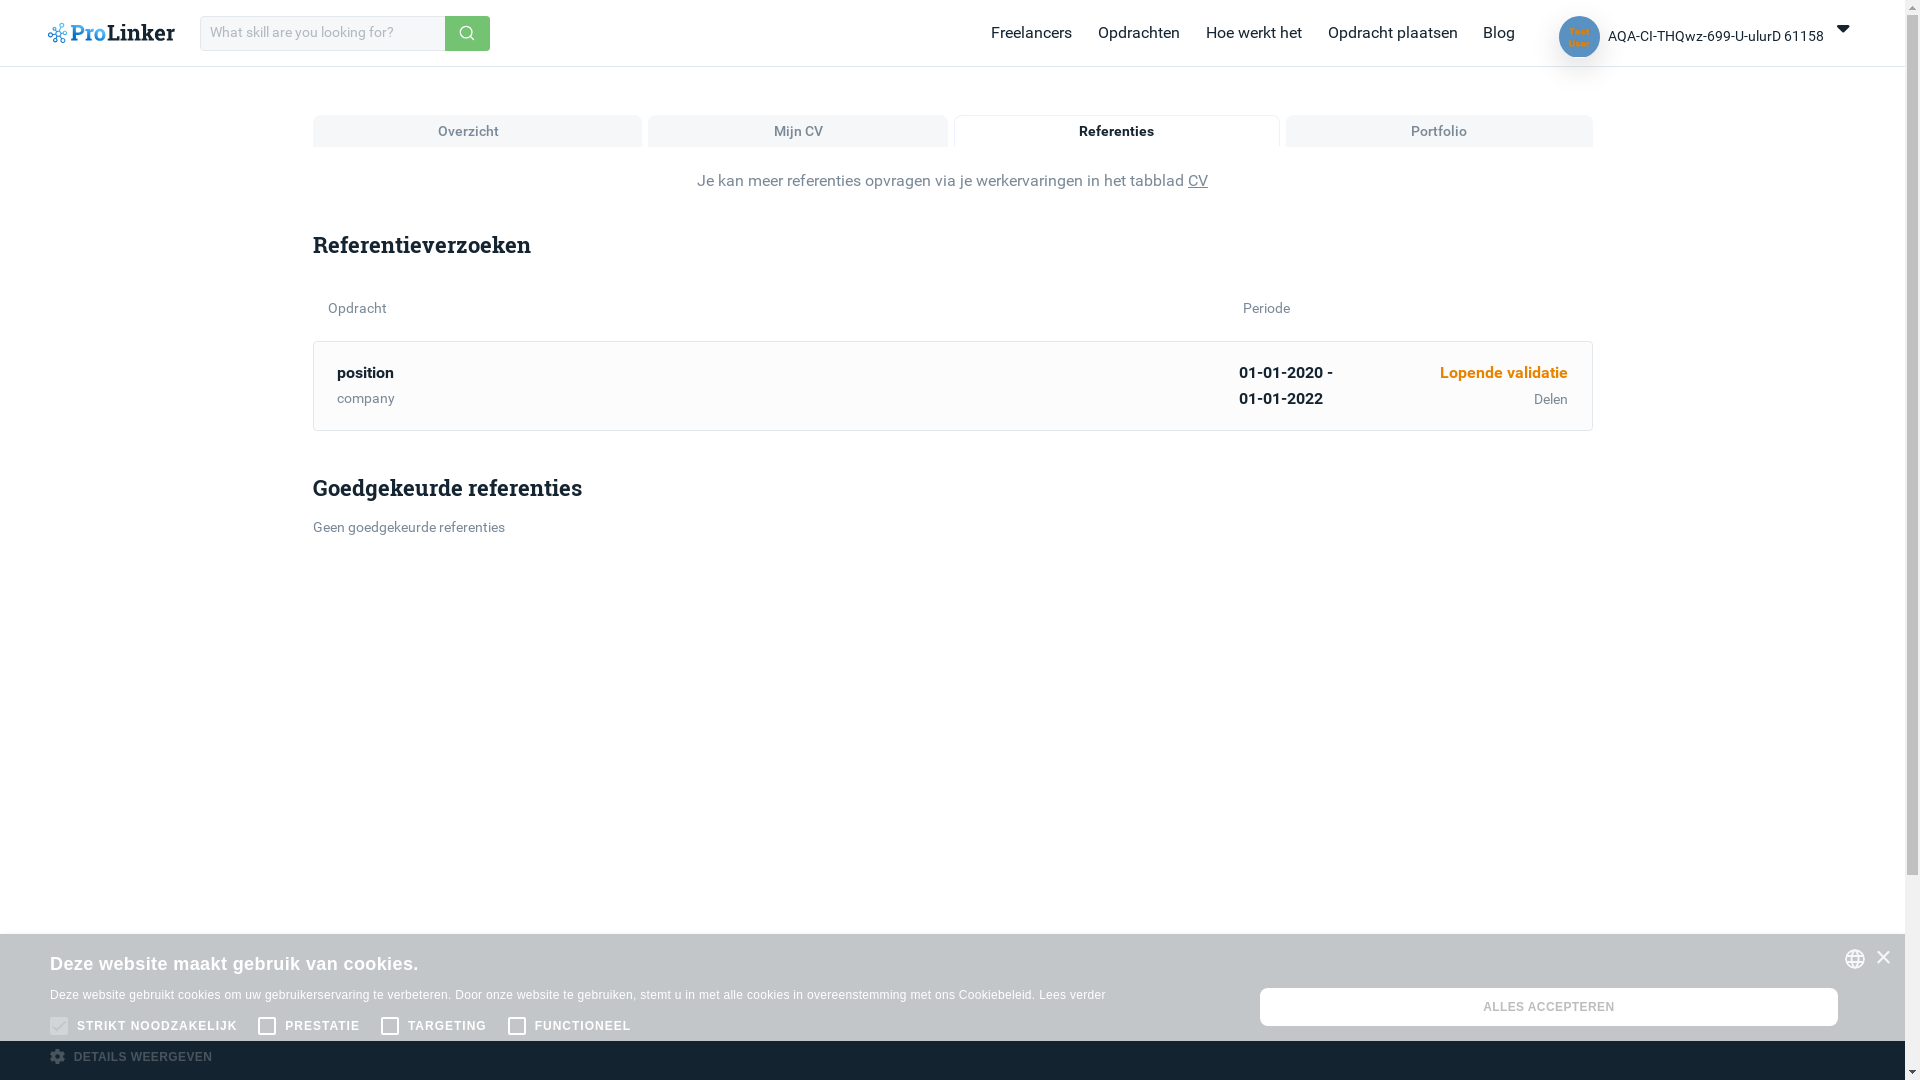 ProLinker
What skill are you looking for?
Freelancers
Opdrachten
Hoe werkt het
Opdracht plaatsen
Blog
Test
User
AQA-CI-THQwz-699-U-ulurD 61158
Overzicht
Mijn CV
Referenties
Portfolio
Je kan meer referenties opvragen via je werkervaringen in het tabblad CV
Referentieverzoeken
Opdracht
Periode
position
company
01-01-2020 -
01-01-2022
Lopende validatie
Delen
Goedgekeurde referenties
Geen goedgekeurde referenties
Deze website maakt gebruik van cookies.
Deze website gebruikt cookies om uw gebruikerservaring te verbeteren. Door onze website te gebruiken, stemt u in met alle cookies in overeenstemming met ons Cookiebeleid. Lees verder
STRIKT NOODZAKELIJK
PRESTATIE
TARGETING
FUNCTIONEEL
DETAILS WEERGEVEN
ALLES ACCEPTEREN